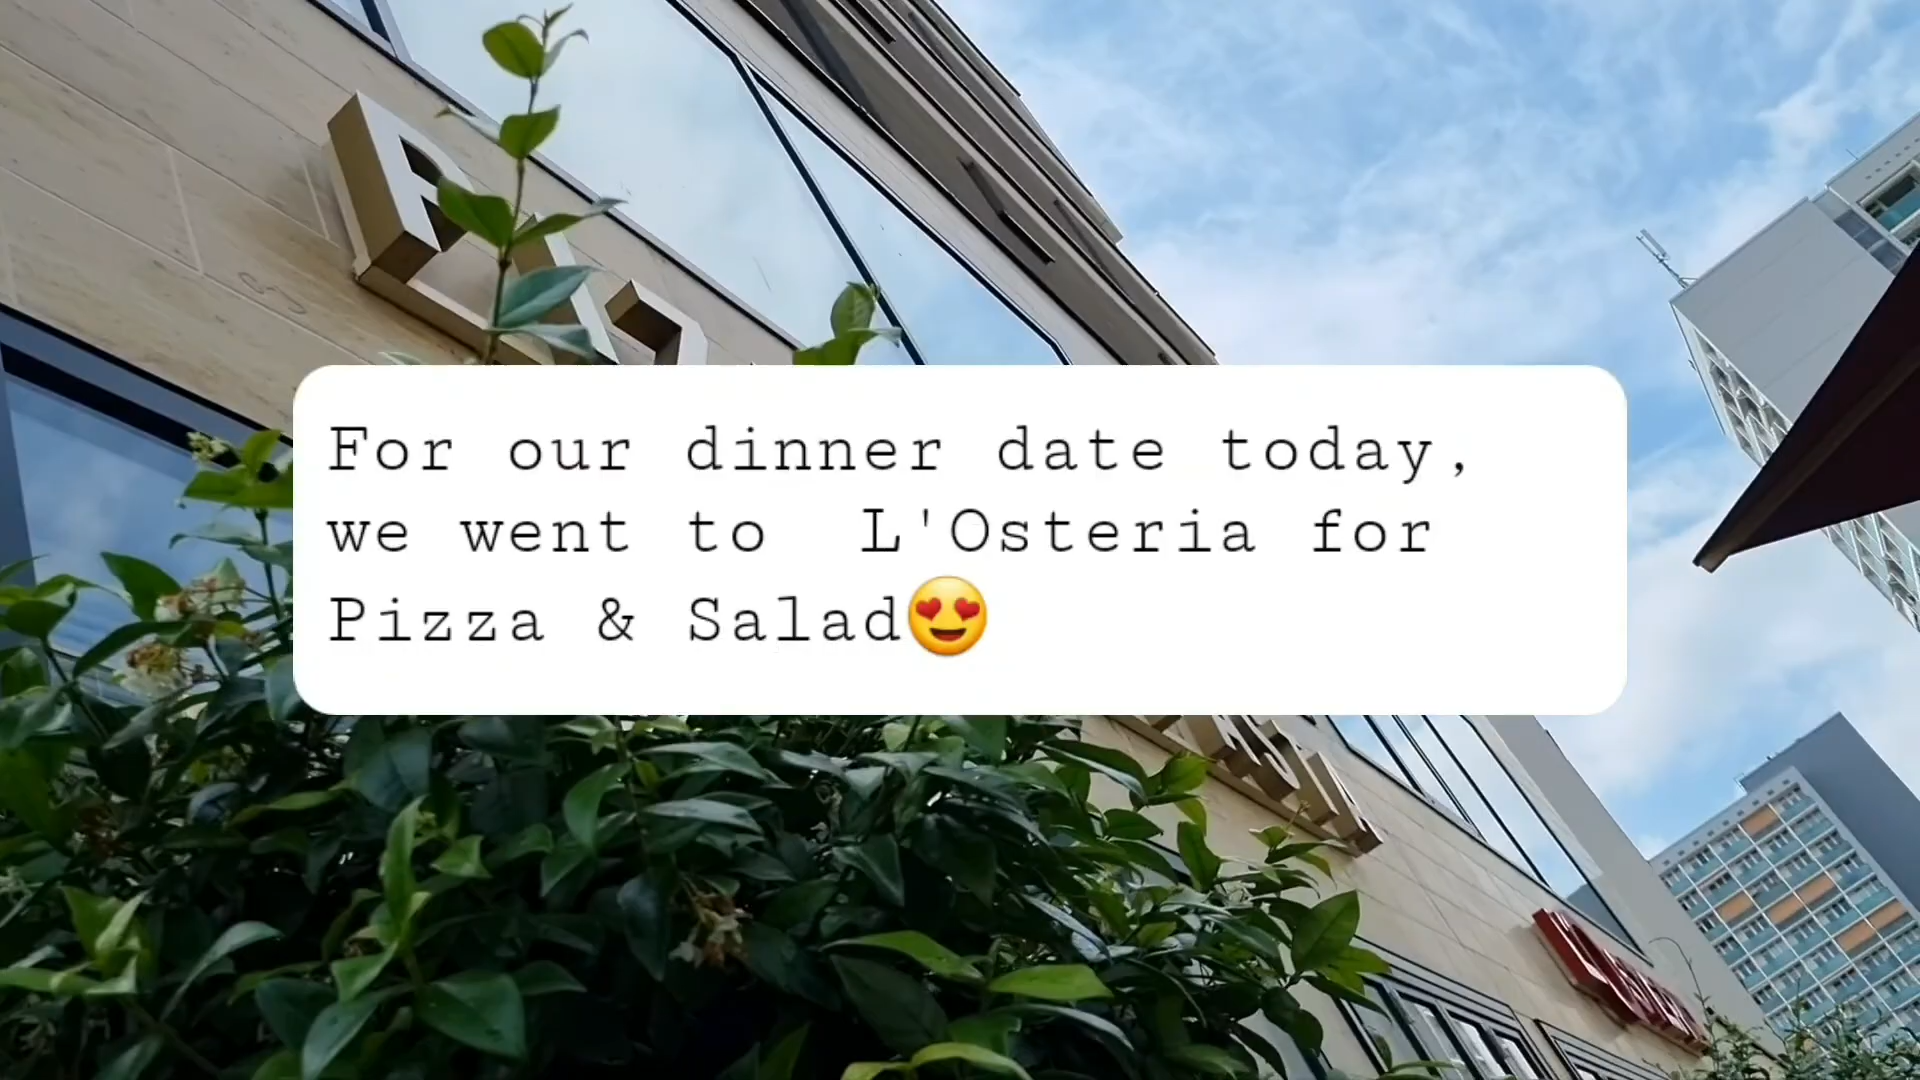 For our dinner date today,
we went to  L'Osteria for
Pizza & Salad😍